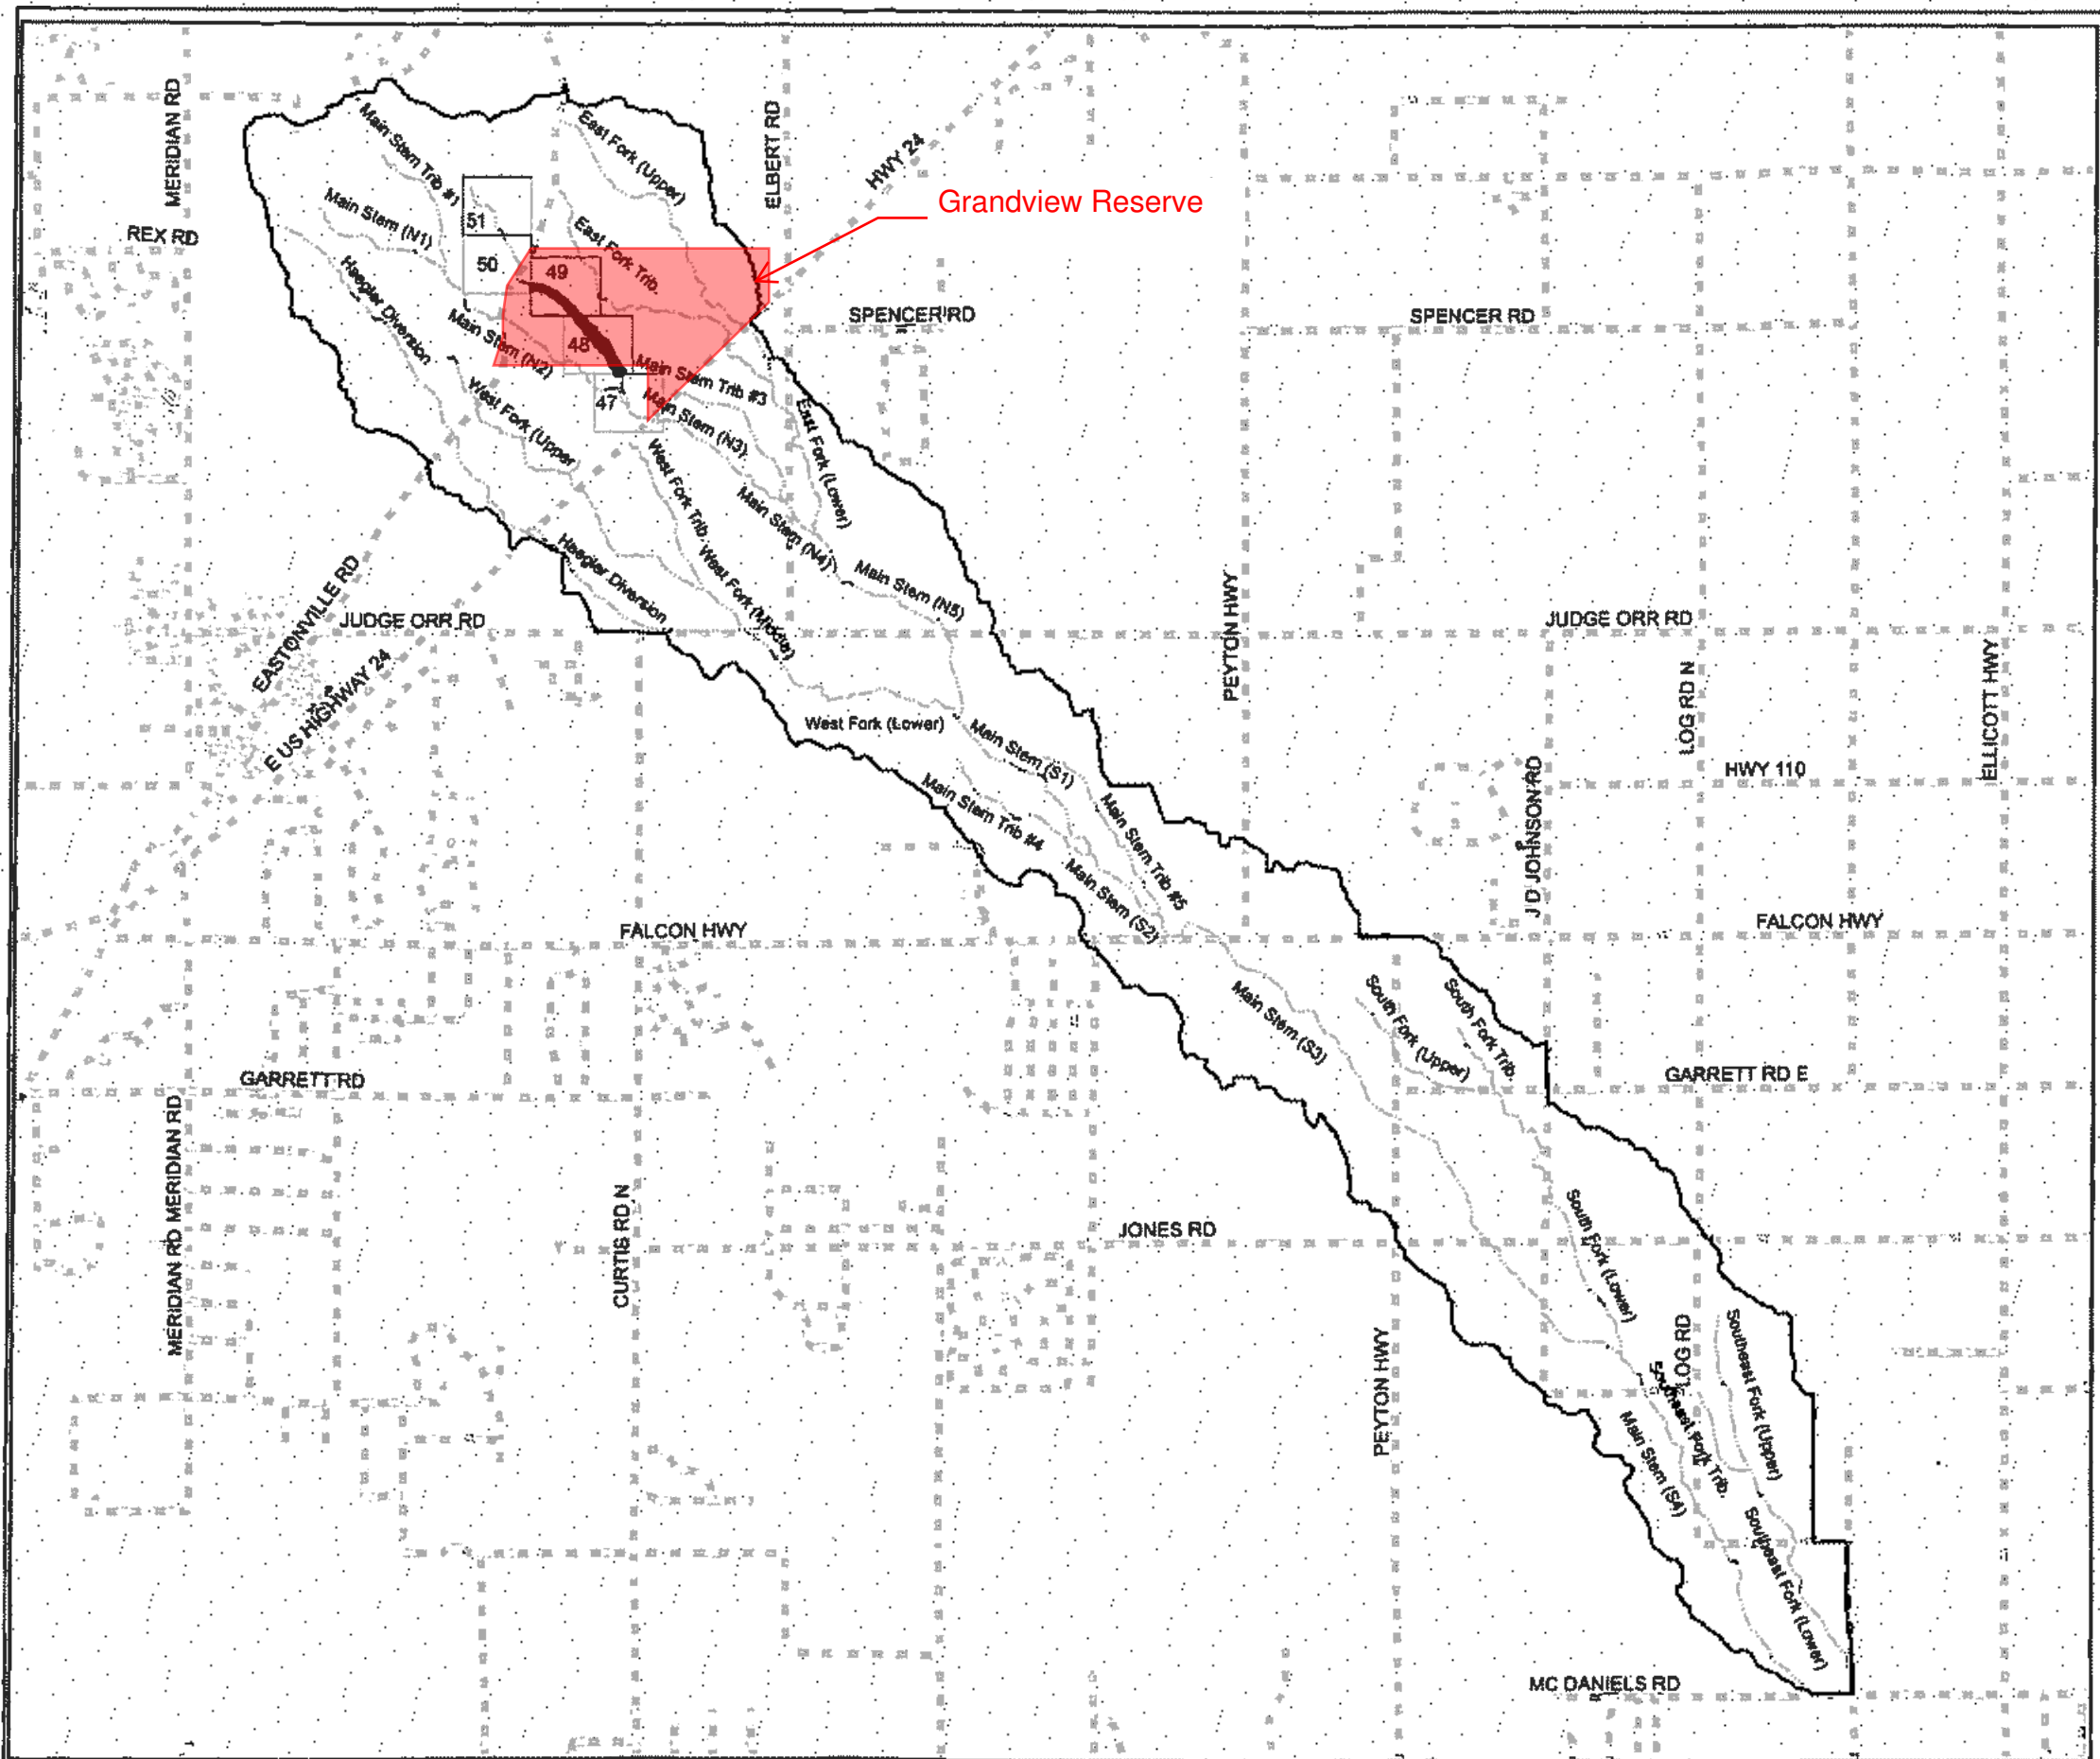 MERIDIAN RD
Main Stem Trib #1
East Fork (Upper)
ELBERT RD
HWY 24
Grandview Reserve
Main Stem (N1)
REX RD
51
East Fork Trib.
50
49
Haegler Diversion
SPENCER RD
SPENCER RD
Main Stem (N2)
48
Main Stem Trib #3
47
Main Stem (N3)
West Fork (Upper
East Fork (Lower)
West Fork Trib.
Main Stem (N4)
Haegler Diversion
West Fork (Middle)
Main Stem (N5)
EASTONVILLE RD
JUDGE ORR RD
PEYTON HWY
JUDGE ORR RD
E US HIGHWAY 24
LOG RD N
ELLICOTT HWY
West Fork (Lower)
Main Stem (S1)
HWY 110
Main Stem Trib #4
Main Stem Trib #5
J D JOHNSON RD
Main Stem (S2)
FALCON HWY
FALCON HWY
Main Stem (S3)
South Fork (Upper)
South Fork Trib.
GARRETT RD
GARRETT RD E
MERIDIAN RD MERIDIAN RD
CURTIS RD N
JONES RD
South Fork (Lower)
PEYTON HWY
LOG RD
Southeast Fork (Upper)
Southeast Fork Trib.
Main Stem (S4)
Southeast Fork (Lower)
MC DANIELS RD